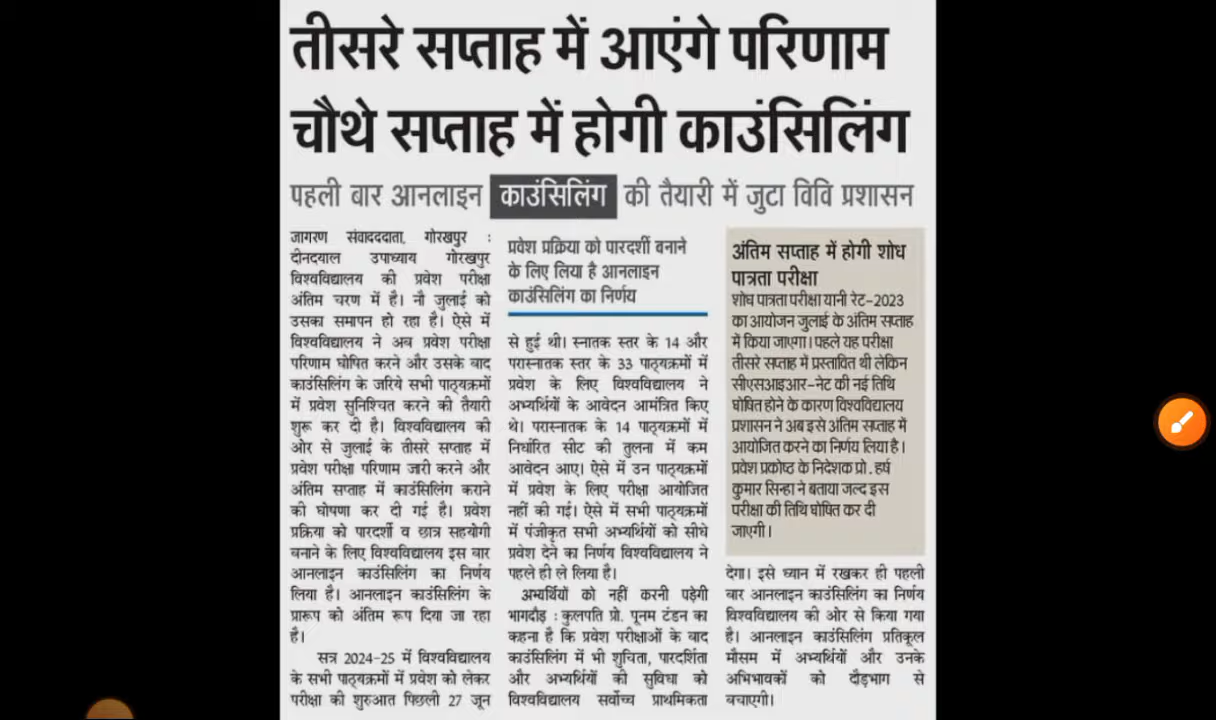 तीसरे सप्ताह में आएंगे परिणाम
चौथे सप्ताह में होगी काउंसिलिंग
पहली बार आनलाइन काउंसिलिंग की तैयारी में जुटा विवि प्रशासन
जागरण संवाददाता, गोरखपुर :
दीनदयाल उपाध्याय गोरखपुर
विश्वविद्यालय की प्रवेश परीक्षा
अंतिम चरण में है। नौ जुलाई को
उसका समापन हो रहा है। ऐसे में
विश्वविद्यालय ने अब प्रवेश परीक्षा
परिणाम घोषित करने और उसके बाद
काउंसिलिंग के जरिये सभी पाठ्यक्रमों
में प्रवेश सुनिश्चित करने की तैयारी
शुरू कर दी है। विश्वविद्यालय की
ओर से जुलाई के तीसरे सप्ताह में
प्रवेश परीक्षा परिणाम जारी करने और
अंतिम सप्ताह में काउंसिलिंग कराने
की घोषणा कर दी गई है। प्रवेश
प्रक्रिया को पारदर्शी व छात्र सहयोगी
बनाने के लिए विश्वविद्यालय इस बार
आनलाइन काउंसिलिंग का निर्णय
लिया है। आनलाइन काउंसिलिंग के
प्रारूप को अंतिम रूप दिया जा रहा
है।
सत्र 2024-25 में विश्वविद्यालय
के सभी पाठ्यक्रमों में प्रवेश को लेकर
परीक्षा की शुरुआत पिछली 27 जून
प्रवेश प्रक्रिया को पारदर्शी बनाने
के लिए लिया है आनलाइन
काउंसिलिंग का निर्णय
से हुई थी। स्नातक स्तर के 14 और
परास्नातक स्तर के 33 पाठ्यक्रमों में
प्रवेश के लिए विश्वविद्यालय ने
अभ्यर्थियों के आवेदन आमंत्रित किए
थे। परास्नातक के 14 पाठ्यक्रमों में
निर्धारित सीट की तुलना में कम
आवेदन आए। ऐसे में उन पाठ्यक्रमों
में प्रवेश के लिए परीक्षा आयोजित
नहीं की गई। ऐसे में सभी पाठ्यक्रमों
में पंजीकृत सभी अभ्यर्थियों को सीधे
प्रवेश देने का निर्णय विश्वविद्यालय ने
पहले ही ले लिया है।
अभ्यर्थियों को नहीं करनी पड़ेगी
भागदौड़ : कुलपति प्रो. पूनम टंडन का
कहना है कि प्रवेश परीक्षाओं के बाद
काउंसिलिंग में भी शुचिता, पारदर्शिता
और अभ्यर्थियों की सुविधा को
विश्वविद्यालय सर्वोच्च प्राथमिकता
अंतिम सप्ताह में होगी शोध
पात्रता परीक्षा
शोध पात्रता परीक्षा यानी रेट-2023
का आयोजन जुलाई के अंतिम सप्ताह
में किया जाएगा। पहले यह परीक्षा
तीसरे सप्ताह में प्रस्तावित थी लेकिन
सीएसआइआर-नेट की नई तिथि
घोषित होने के कारण विश्वविद्यालय
प्रशासन ने अब इसे अंतिम सप्ताह में
आयोजित करने का निर्णय लिया है।
प्रवेश प्रकोष्ठ के निदेशक प्रो. हर्ष
कुमार सिन्हा ने बताया जल्द इस
परीक्षा की तिथि घोषित कर दी
जाएगी।
देगा। इसे ध्यान में रखकर ही पहली
बार आनलाइन काउंसिलिंग का निर्णय
विश्वविद्यालय की ओर से किया गया
है। आनलाइन काउंसिलिंग प्रतिकूल
मौसम में अभ्यर्थियों और उनके
अभिभावकों को दौड़भाग से
बचाएगी।